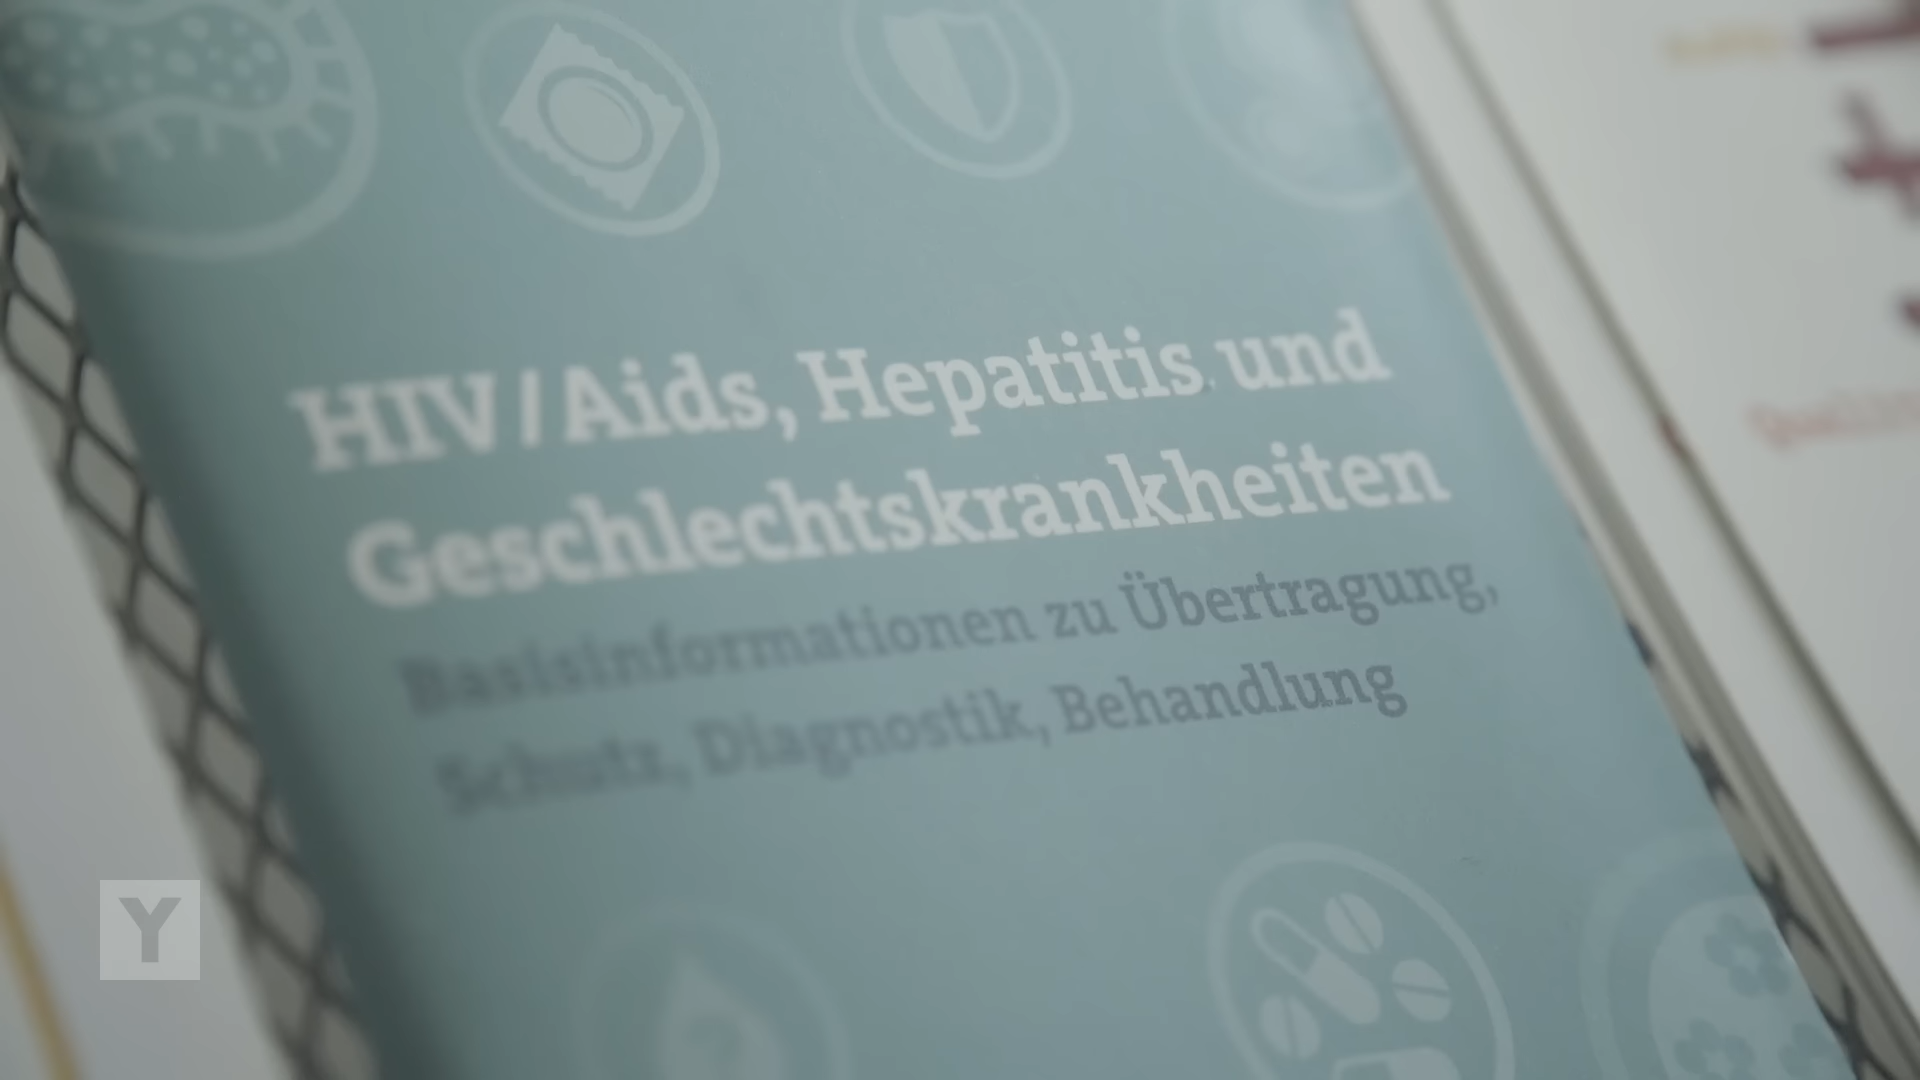 HIV/Aids, Hepatitis und
Geschlechtskrankheiten
Basisinformationen zu Übertragung,
Schutz, Diagnostik, Behandlung
Y